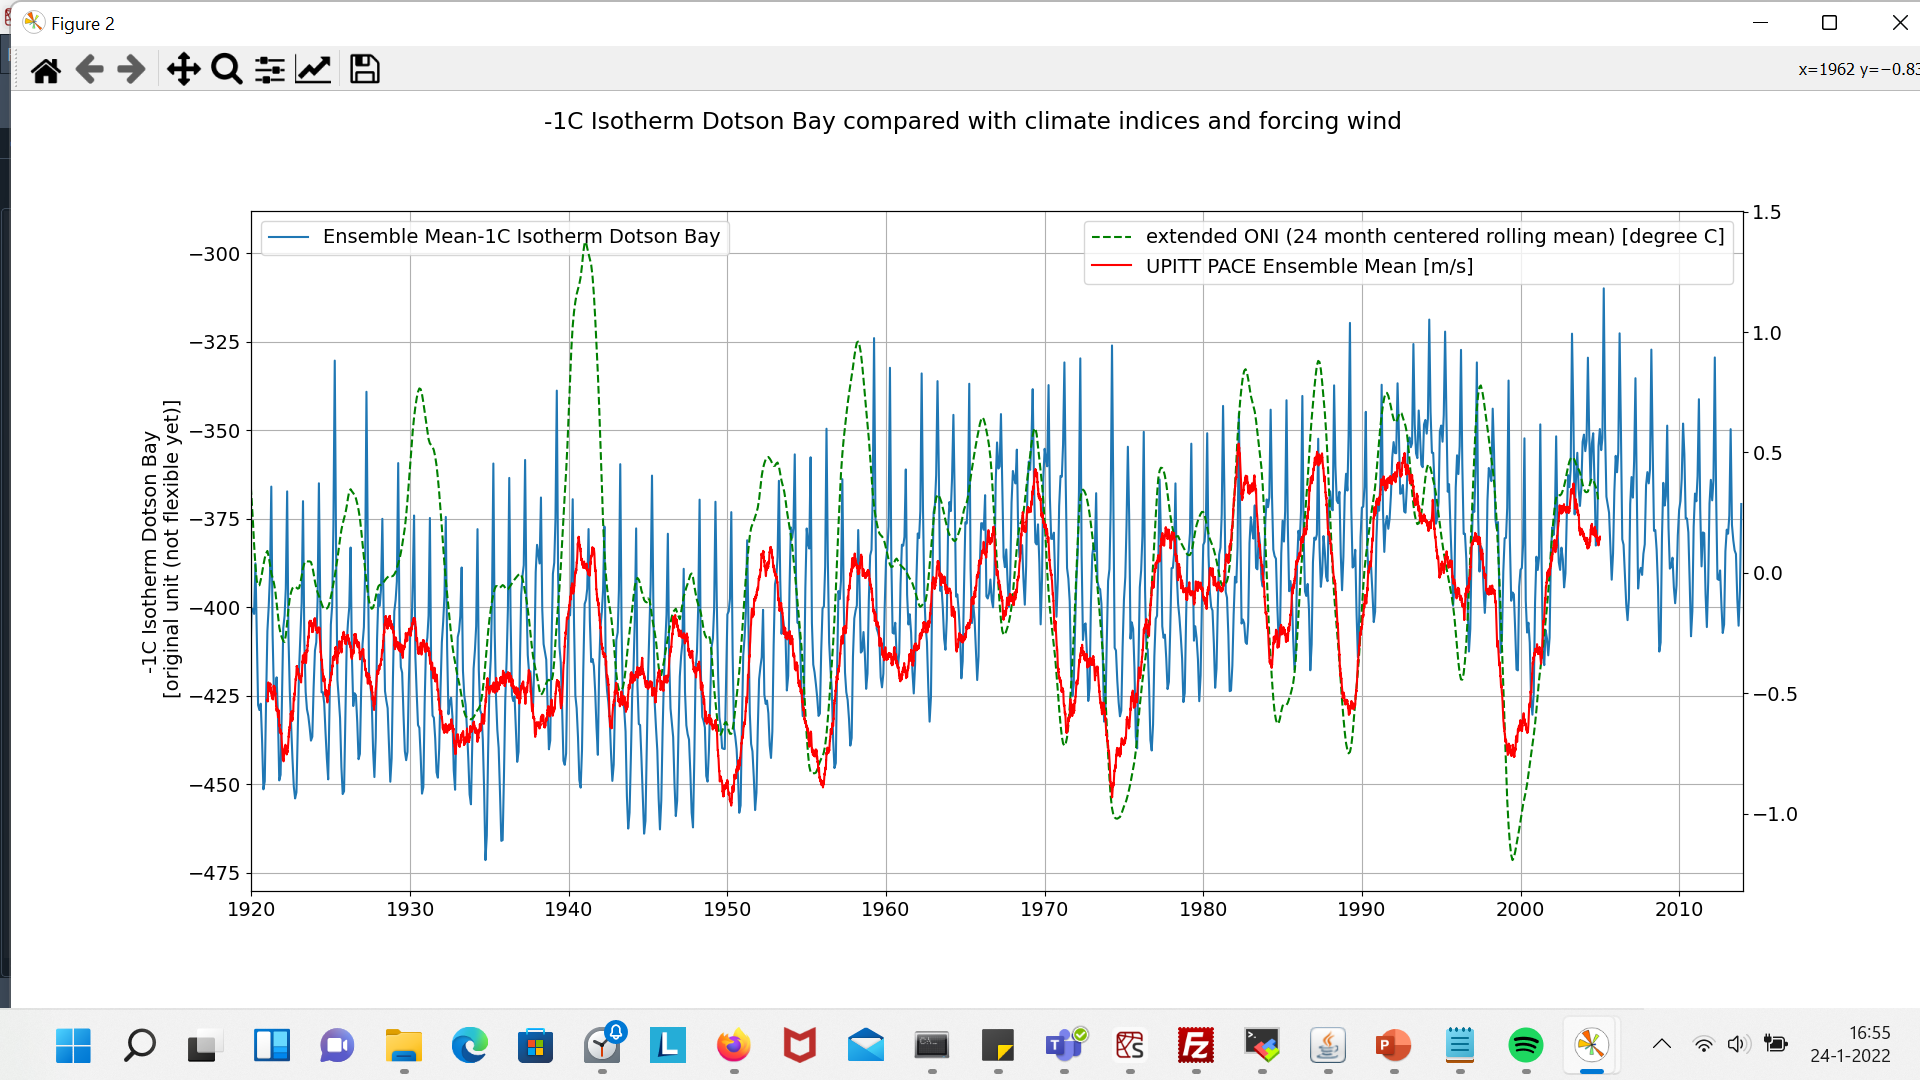 Figure 2
x=1962 y=−0.83
-1C Isotherm Dotson Bay compared with climate indices and forcing wind
Ensemble Mean-1C Isotherm Dotson Bay
extended ONI (24 month centered rolling mean) [degree C]
UPITT PACE Ensemble Mean [m/s]
-1C Isotherm Dotson Bay
[original unit (not flexible yet)]
−300
−325
−350
−375
−400
−425
−450
−475
1.5
1.0
0.5
0.0
−0.5
−1.0
1920 1930 1940 1950 1960 1970 1980 1990 2000 2010
16:55
24-1-2022